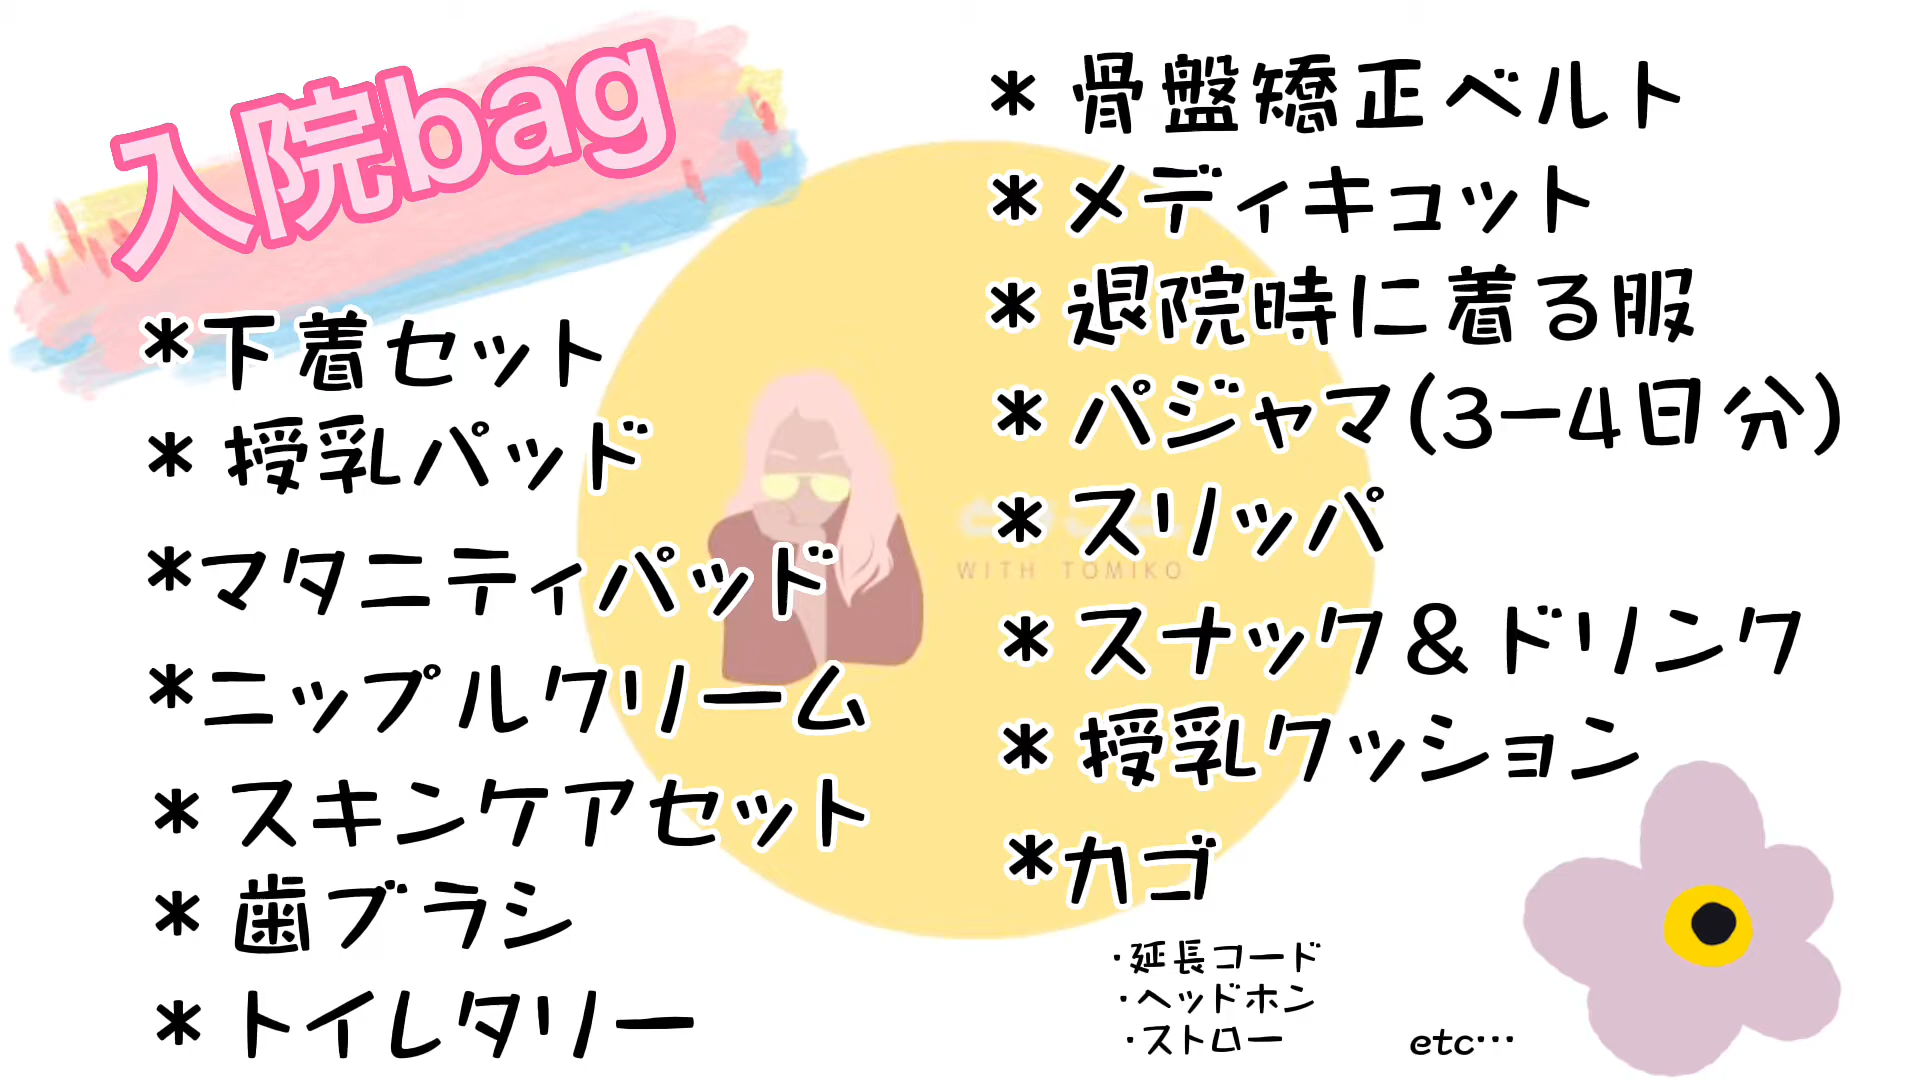 入院bag
*下着セット
* 授乳パッド
*マタニティパッド
*ニップルクリーム
* スキンケアセット
* 歯ブラシ
* トイレタリー
* 骨盤矯正ベルト
* メディキュット
* 退院時に着る服
* パジャマ(3ー4日分)
* スリッパ
* スナック&ドリンク
* 授乳クッション
*カゴ
・延長コード
・ヘッドホン
・ストロー
etc…
WITH TOMIKO